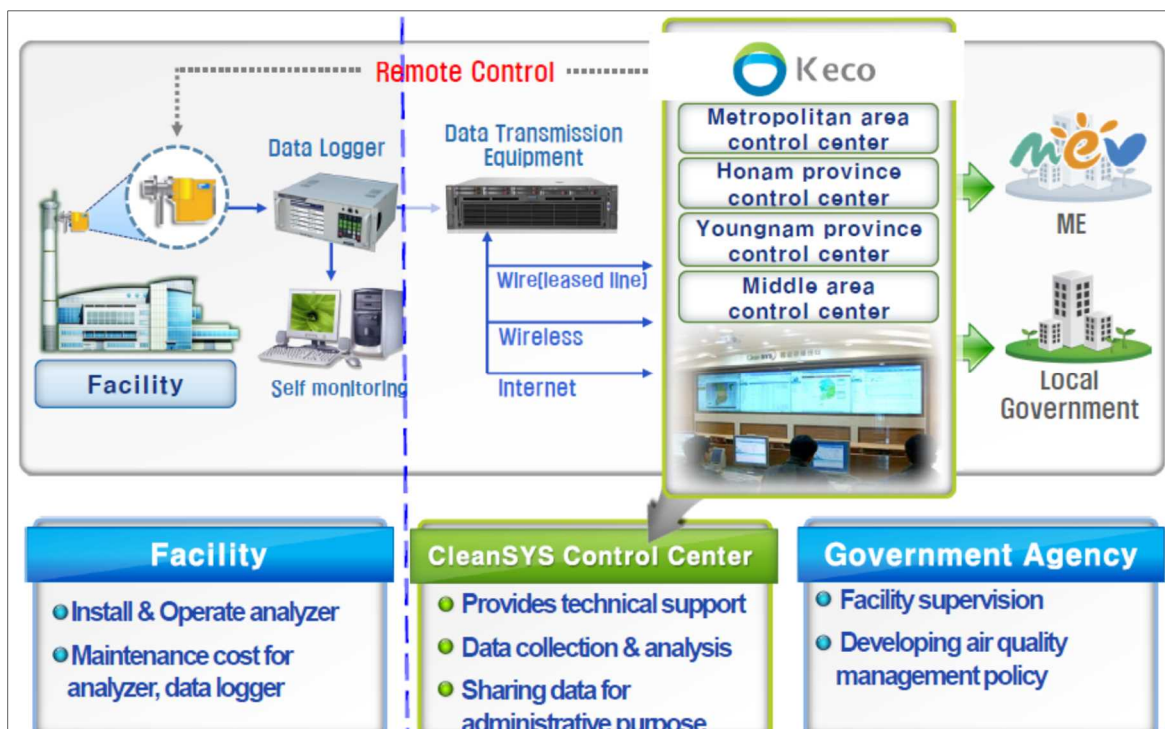 Remote Control
Keco
Data Logger
Data Transmission
Equipment
Metropolitan area
control center
Honam province
control center
Youngnam province
control center
Middle area
control center
mev
ME
Wire(leased line)
Wireless
Internet
Self monitoring
Facility
Local
Government
Facility
Install & Operate analyzer
Maintenance cost for
analyzer, data logger
CleanSYS Control Center
Provides technical support
Data collection & analysis
Sharing data for
administrative purpose
Government Agency
Facility supervision
Developing air quality
management policy